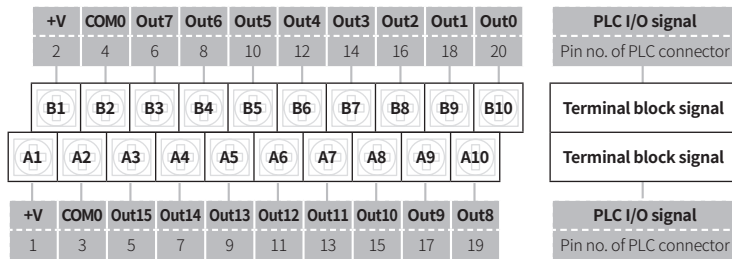 +V COM0 Out7 Out6 Out5 Out4 Out3 Out2 Out1 Out0 PLC I/O signal
2 4 6 8 10 12 14 16 18 20 Pin no. of PLC connector
B1 B2 B3 B4 B5 B6 B7 B8 B9 B10 Terminal block signal
A1 A2 A3 A4 A5 A6 A7 A8 A9 A10 Terminal block signal
+V COM0 Out15 Out14 Out13 Out12 Out11 Out10 Out9 Out8 PLC I/O signal
1 3 5 7 9 11 13 15 17 19 Pin no. of PLC connector